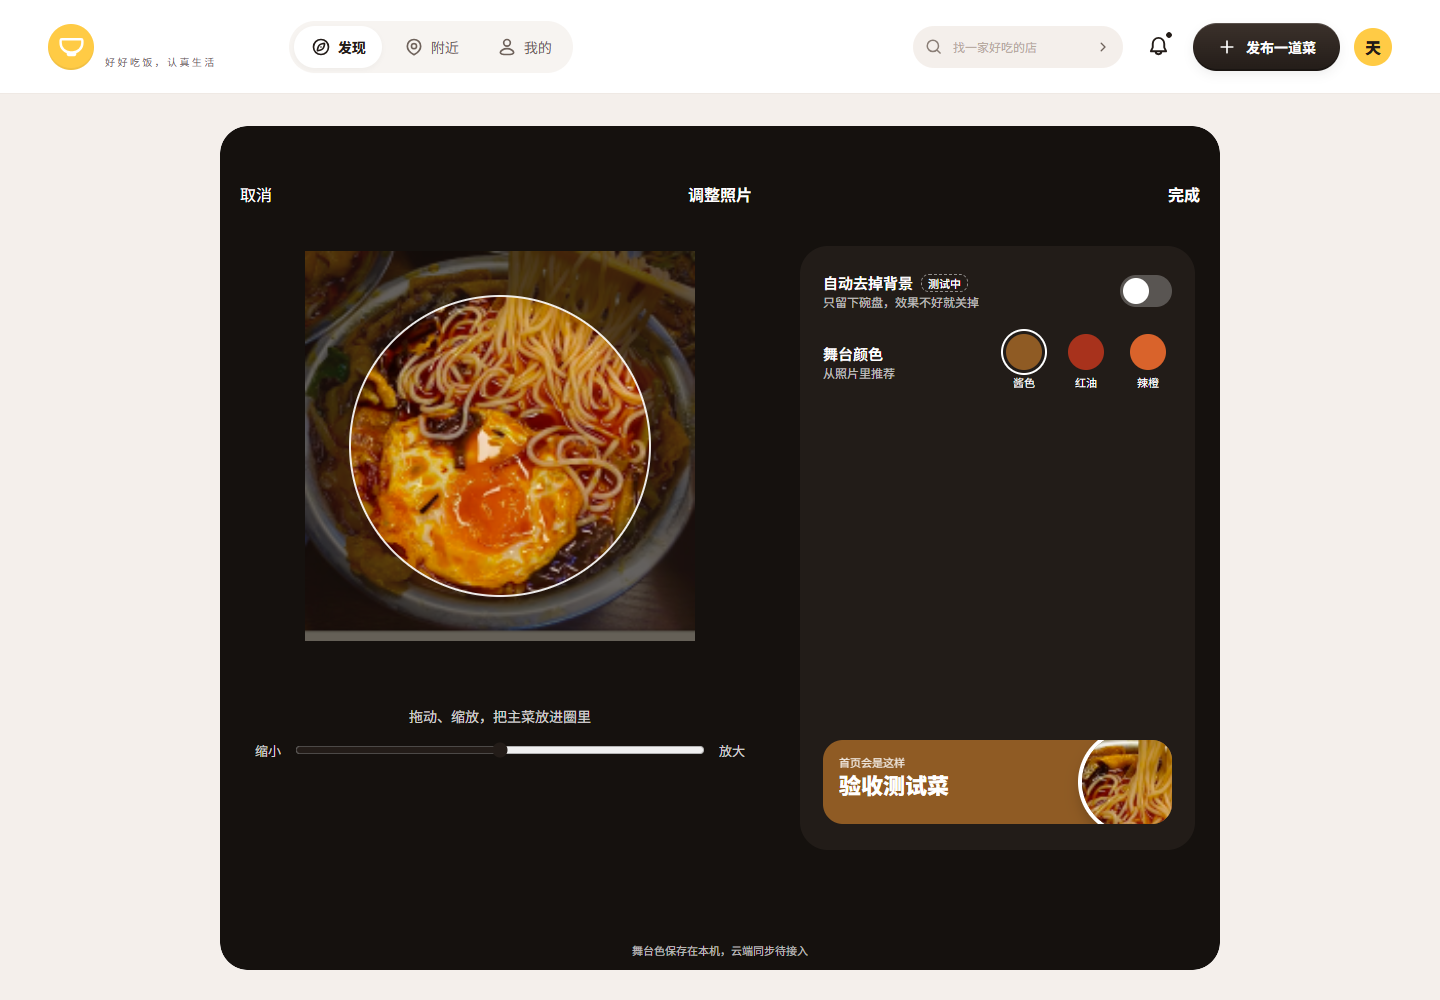 好好吃饭，认真生活
发现
附近
我的
找一家好吃的店
发布一道菜
天
取消
调整照片
完成
自动去掉背景
测试中
只留下碗盘，效果不好就关掉
舞台颜色
从照片里推荐
酱色
红油
辣橙
拖动、缩放，把主菜放进圈里
缩小
放大
首页会是这样
验收测试菜
舞台色保存在本机，云端同步待接入